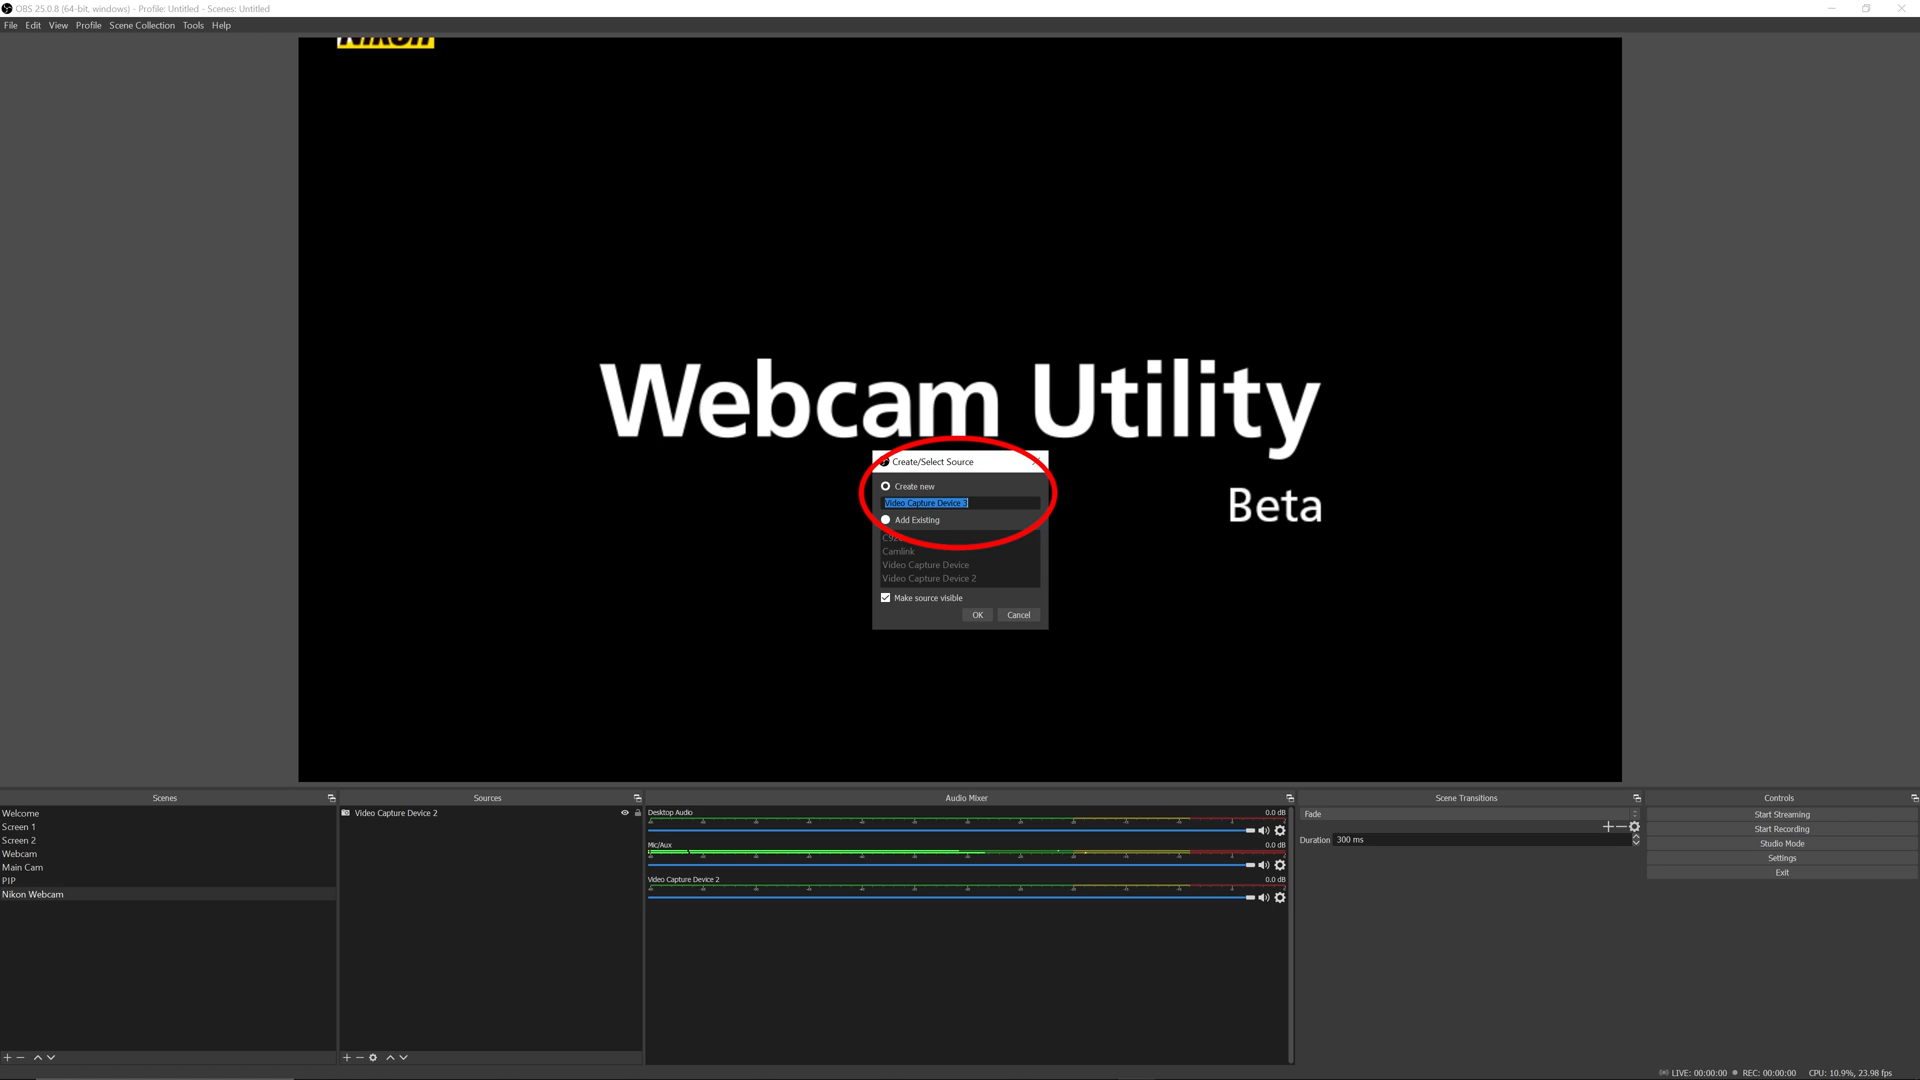 OBS 25.0.8 (64-bit, windows) - Profile: Untitled - Scenes: Untitled
File Edit View Profile Scene Collection Tools Help
Nikon
Webcam Utility
Beta
Create/Select Source
Create new
Video Capture Device 3
Add Existing
Camlink
Video Capture Device
Video Capture Device 2
Make source visible
OK Cancel
Scenes
Welcome
Screen 1
Screen 2
Webcam
Main Cam
PIP
Nikon Webcam
Sources
Video Capture Device 2
Audio Mixer
Desktop Audio 0.0 dB
Mic/Aux 0.0 dB
Video Capture Device 2 0.0 dB
Scene Transitions
Fade
Duration 300 ms
Controls
Start Streaming
Start Recording
Studio Mode
Settings
Exit
LIVE: 00:00:00 REC: 00:00:00 CPU: 10.9%, 23.98 fps